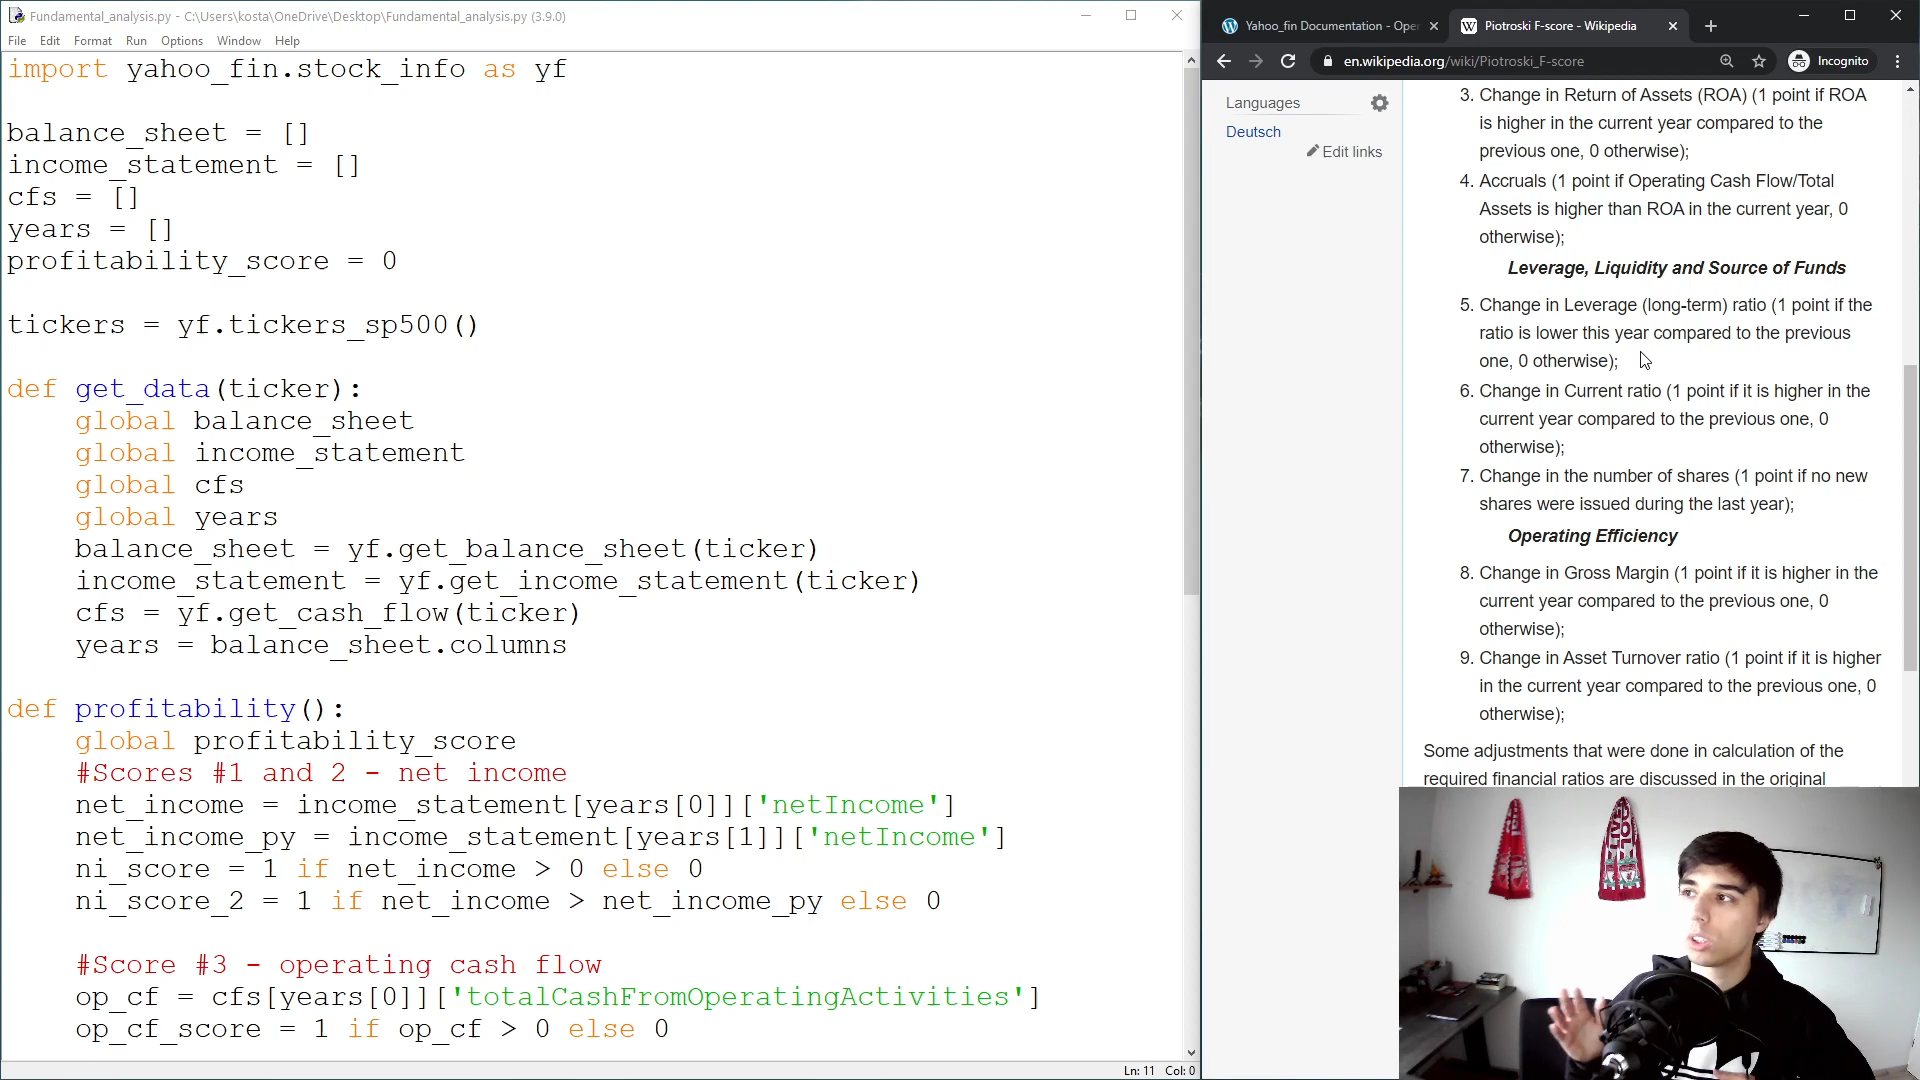 Fundamental_analysis.py - C:\Users\kosta\OneDrive\Desktop\Fundamental_analysis.py (3.9.0)
File Edit Format Run Options Window Help
import yahoo_fin.stock_info as yf
balance_sheet = []
income_statement = []
cfs = []
years = []
profitability_score = 0
tickers = yf.tickers_sp500()
def get_data(ticker):
global balance_sheet
global income_statement
global cfs
global years
balance_sheet = yf.get_balance_sheet(ticker)
income_statement = yf.get_income_statement(ticker)
cfs = yf.get_cash_flow(ticker)
years = balance_sheet.columns
def profitability():
global profitability_score
#Scores #1 and 2 - net income
net_income = income_statement[years[0]]['netIncome']
net_income_py = income_statement[years[1]]['netIncome']
ni_score = 1 if net_income > 0 else 0
ni_score_2 = 1 if net_income > net_income_py else 0
#Score #3 - operating cash flow
op_cf = cfs[years[0]]['totalCashFromOperatingActivities']
op_cf_score = 1 if op_cf > 0 else 0
Ln: 11 Col: 0
Yahoo_fin Documentation - Ope
Piotroski F-score - Wikipedia
en.wikipedia.org/wiki/Piotroski_F-score
Incognito
Languages
Deutsch
Edit links
3. Change in Return of Assets (ROA) (1 point if ROA
is higher in the current year compared to the
previous one, 0 otherwise);
4. Accruals (1 point if Operating Cash Flow/Total
Assets is higher than ROA in the current year, 0
otherwise);
Leverage, Liquidity and Source of Funds
5. Change in Leverage (long-term) ratio (1 point if the
ratio is lower this year compared to the previous
one, 0 otherwise);
6. Change in Current ratio (1 point if it is higher in the
current year compared to the previous one, 0
otherwise);
7. Change in the number of shares (1 point if no new
shares were issued during the last year);
Operating Efficiency
8. Change in Gross Margin (1 point if it is higher in the
current year compared to the previous one, 0
otherwise);
9. Change in Asset Turnover ratio (1 point if it is higher
in the current year compared to the previous one, 0
otherwise);
Some adjustments that were done in calculation of the
required financial ratios are discussed in the original